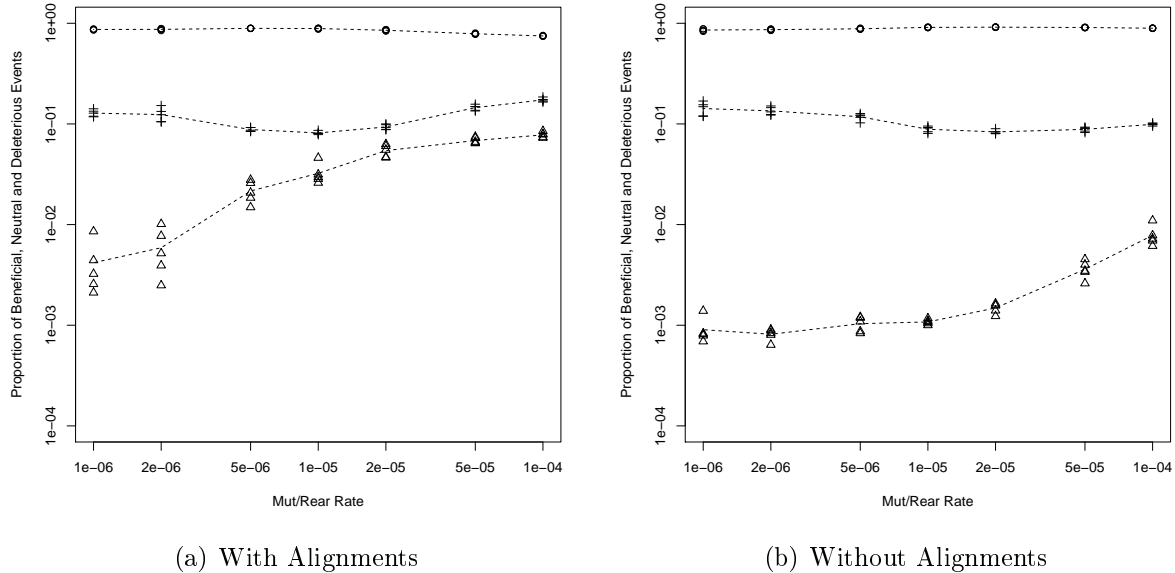 Proportion of Beneficial, Neutral and Deleterious Events
1e+00
1e−01
1e−02
1e−03
1e−04
1e−06 2e−06 5e−06 1e−05 2e−05 5e−05 1e−04
Mut/Rear Rate
(a) With Alignments
Proportion of Beneficial, Neutral and Deleterious Events
1e+00
1e−01
1e−02
1e−03
1e−04
1e−06 2e−06 5e−06 1e−05 2e−05 5e−05 1e−04
Mut/Rear Rate
(b) Without Alignments